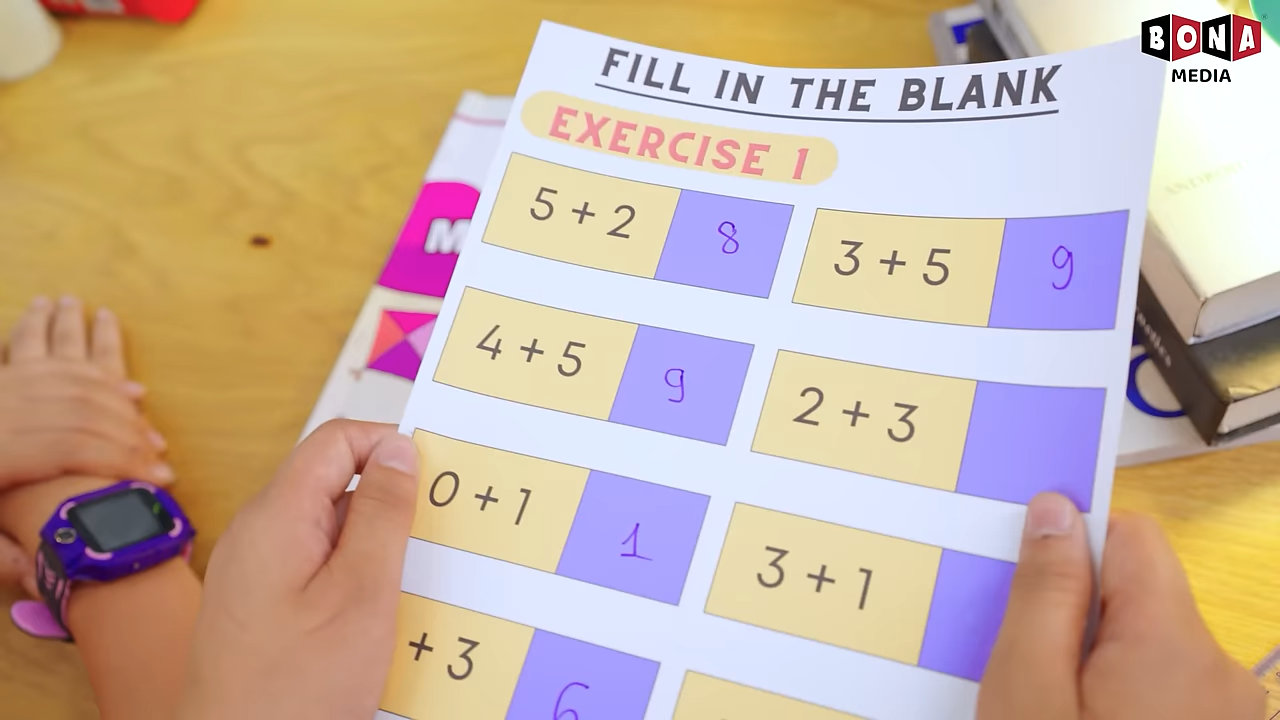 BONA
MEDIA
FILL IN THE BLANK
EXERCISE 1
5 + 2 8
3 + 5 9
4 + 5 9
2 + 3
0 + 1 1
3 + 1
+ 3 6
M